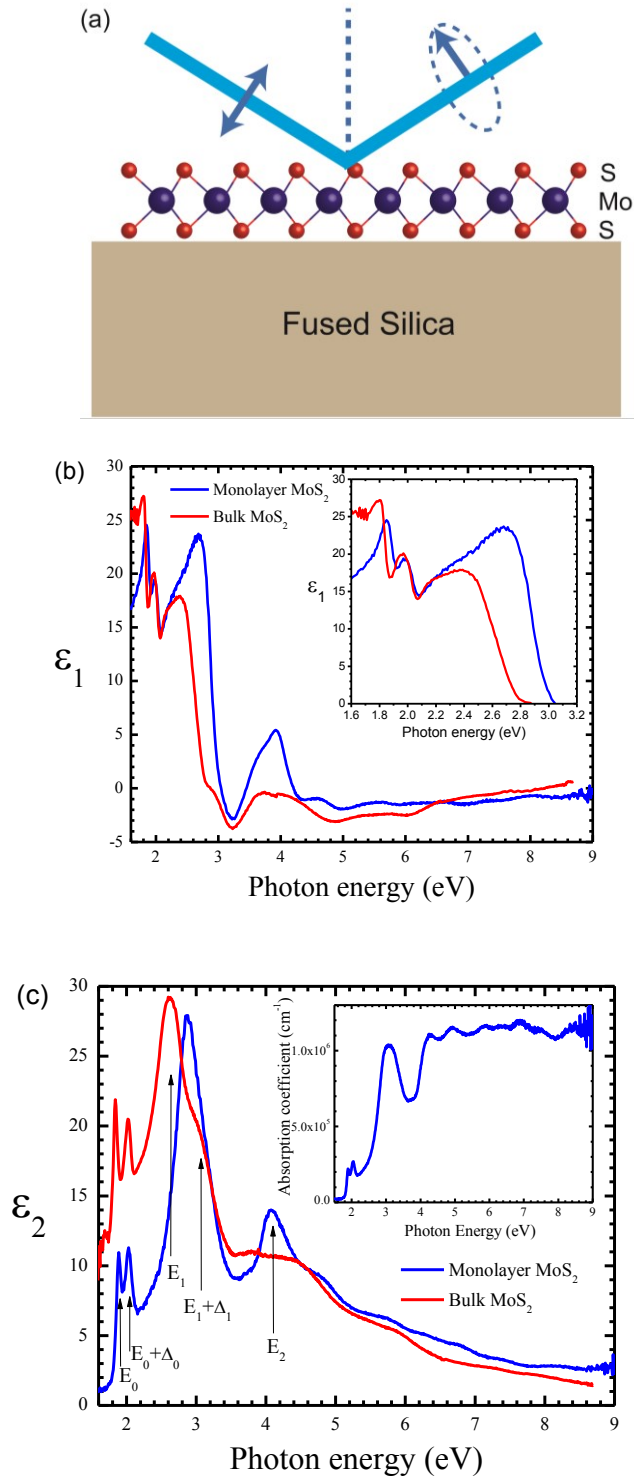 (a)
S
Mo
S
Fused Silica
(b)
30
25
20
15
10
5
0
-5
ε₁
Monolayer MoS₂
Bulk MoS₂
30
25
20
15
10
5
0
ε₁
1.6 1.8 2.0 2.2 2.4 2.6 2.8 3.0 3.2
Photon energy (eV)
2 3 4 5 6 7 8 9
Photon energy (eV)
(c)
30
25
20
15
10
5
0
ε₂
Absorption coefficient (cm⁻¹)
1.0x10⁶
5.0x10⁵
0.0
2 3 4 5 6 7 8 9
Photon Energy (eV)
E₁
E₁+Δ₁
Monolayer MoS₂
Bulk MoS₂
E₀+Δ₀
E₀
E₂
2 3 4 5 6 7 8 9
Photon energy (eV)